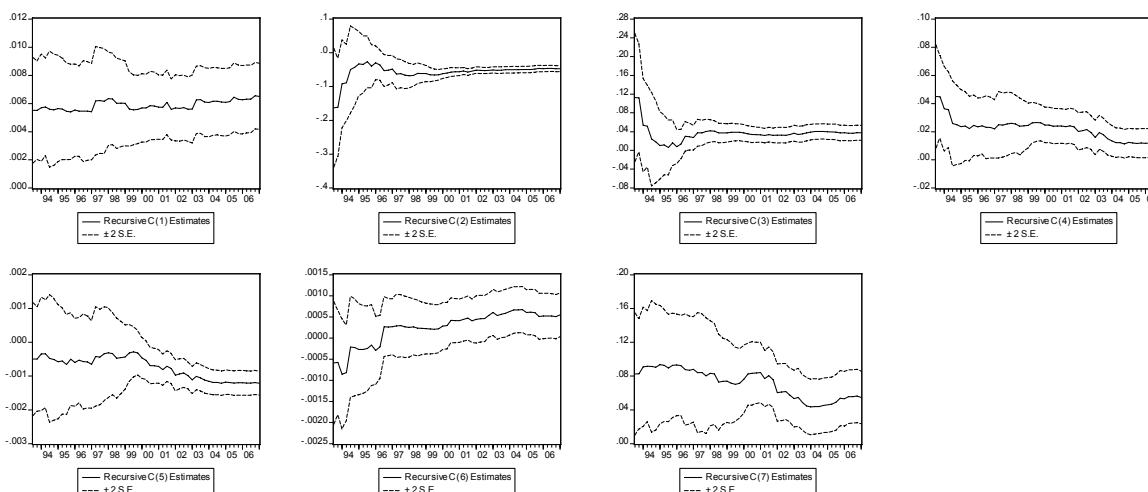 .012
.010
.008
.006
.004
.002
.000
94 95 96 97 98 99 00 01 02 03 04 05 06
Recursive C(1) Estimates
± 2 S.E.
.1
.0
-.1
-.2
-.3
-.4
94 95 96 97 98 99 00 01 02 03 04 05 06
Recursive C(2) Estimates
± 2 S.E.
.28
.24
.20
.16
.12
.08
.04
.00
-.04
-.08
94 95 96 97 98 99 00 01 02 03 04 05 06
Recursive C(3) Estimates
± 2 S.E.
.10
.08
.06
.04
.02
.00
-.02
94 95 96 97 98 99 00 01 02 03 04 05 06
Recursive C(4) Estimates
± 2 S.E.
.002
.001
.000
-.001
-.002
-.003
94 95 96 97 98 99 00 01 02 03 04 05 06
Recursive C(5) Estimates
± 2 S.E.
.0015
.0010
.0005
.0000
-.0005
-.0010
-.0015
-.0020
-.0025
94 95 96 97 98 99 00 01 02 03 04 05 06
Recursive C(6) Estimates
± 2 S.E.
.20
.16
.12
.08
.04
.00
94 95 96 97 98 99 00 01 02 03 04 05 06
Recursive C(7) Estimates
± 2 S.E.